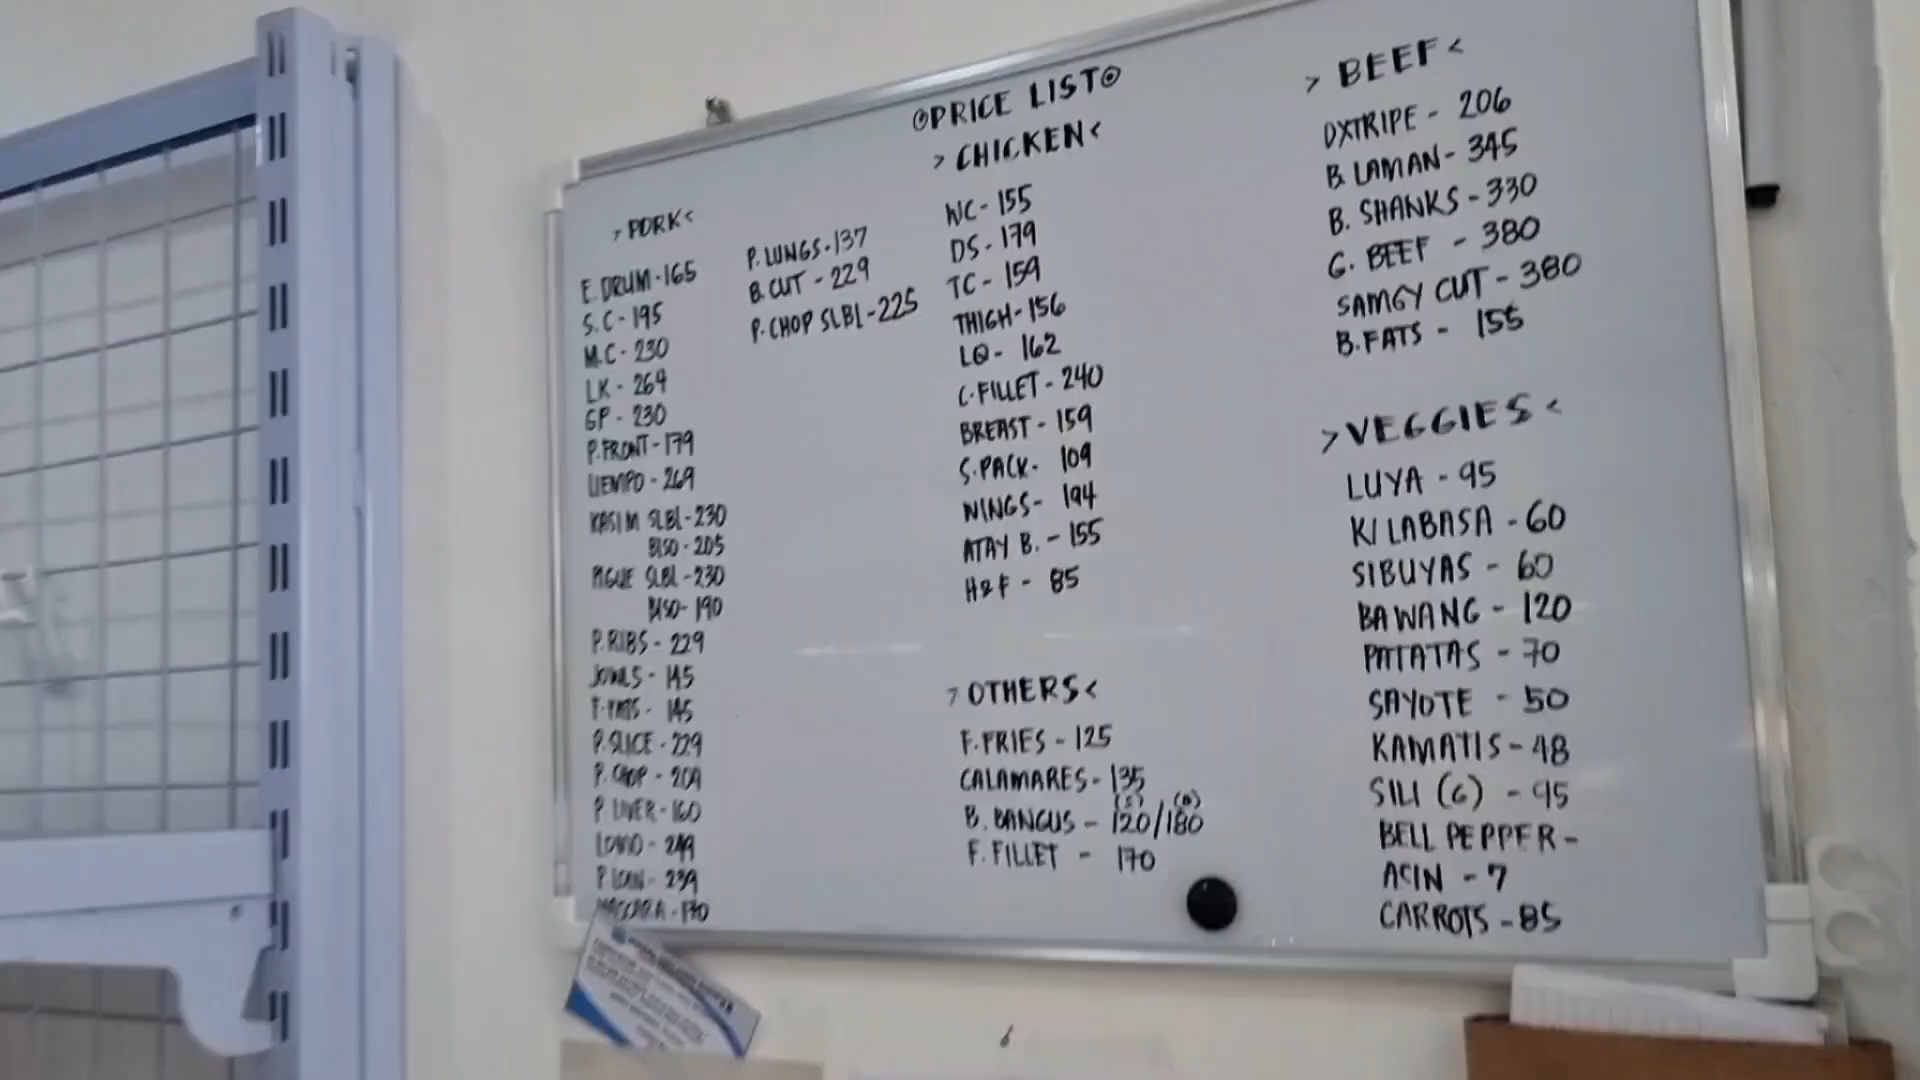 ⊙PRICE LIST⊙
> PORK<
E. DRUM - 165
S.C - 195
M.C - 230
LK - 269
GP - 230
P. FRONT - 179
LIEMPO - 269
KASIM SLBL - 230
BISO - 205
PIGUE SLBL - 230
BISO - 190
P. RIBS - 229
JOWLS - 145
F. FATS - 145
P. SLICE - 229
P. CHOP - 209
P LIVER - 160
LOMO - 249
P LOIN - 239
MASCARA - 170
P. LUNGS - 137
B. CUT - 229
P. CHOP SLBL - 225
> CHICKEN <
WC - 155
DS - 179
TC - 159
THIGH - 156
LQ - 162
C. FILLET - 240
BREAST - 159
S. PACK - 109
WINGS - 194
ATAY B. - 155
H&F - 85
> OTHERS <
F. FRIES - 125
CALAMARES - 135
(S) (B)
B. BANGUS - 120/180
F. FILLET - 170
> BEEF <
OXTRIPE - 206
B. LAMAN - 345
B. SHANKS - 330
G. BEEF - 380
SAMGY CUT - 380
B. FATS - 155
> VEGGIES <
LUYA - 95
KILABASA - 60
SIBUYAS - 60
BAWANG - 120
PATATAS - 70
SAYOTE - 50
KAMATIS - 48
SILI (G) - 95
BELL PEPPER -
ASIN - 7
CARROTS - 85